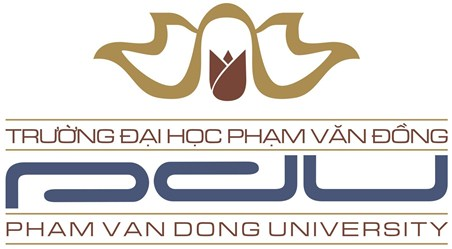 TRƯỜNG ĐẠI HỌC PHẠM VĂN ĐỒNG
pdu
PHAM VAN DONG UNIVERSITY